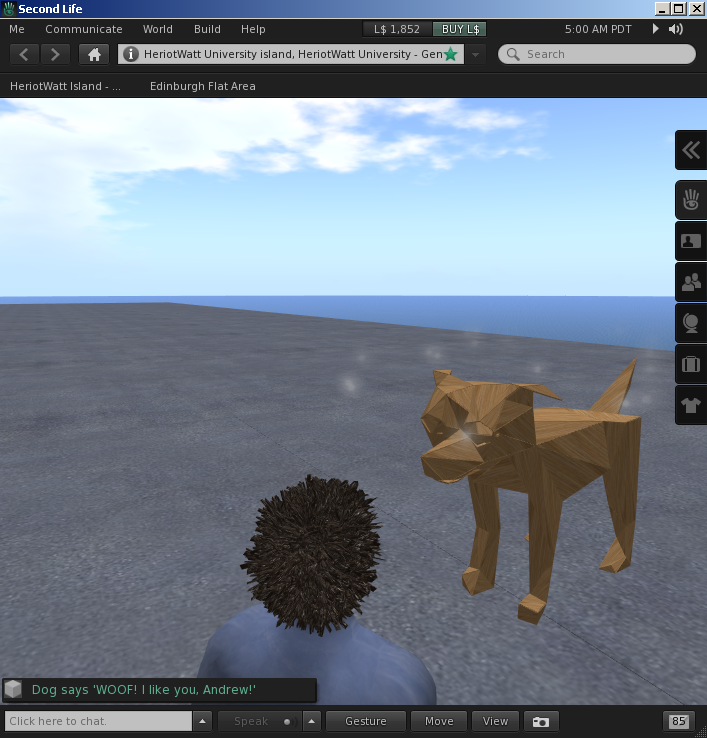 Second Life
Me Communicate World Build Help L$ 1,852 BUY L$ 5:00 AM PDT
HeriotWatt University island, HeriotWatt University - Gen
Search
HeriotWatt Island - ... Edinburgh Flat Area
Dog says 'WOOF! I like you, Andrew!'
Click here to chat. Speak Gesture Move View 85